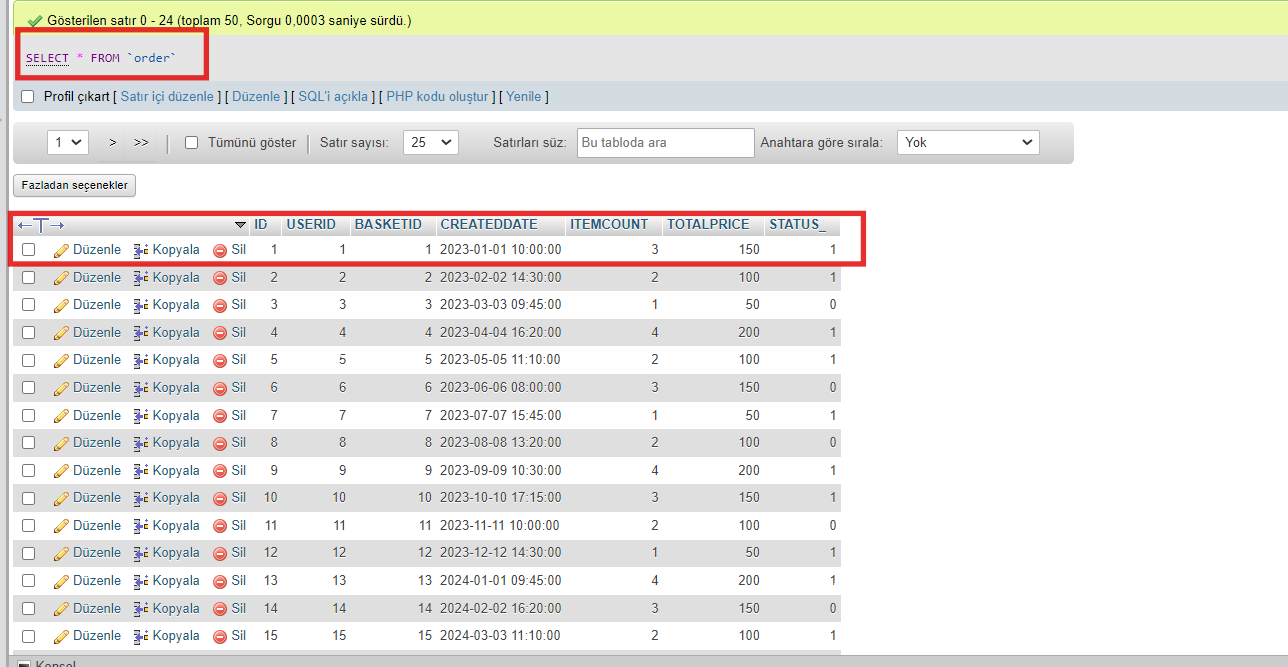 Gösterilen satır 0 - 24 (toplam 50, Sorgu 0,0003 saniye sürdü.)
SELECT * FROM `order`
Profil çıkart [ Satır içi düzenle ] [ Düzenle ] [ SQL'i açıkla ] [ PHP kodu oluştur ] [ Yenile ]
1 > >> | Tümünü göster | Satır sayısı: 25 Satırları süz: Bu tabloda ara Anahtara göre sırala: Yok
Fazladan seçenekler
←T→ ID USERID BASKETID CREATEDDATE ITEMCOUNT TOTALPRICE STATUS_
Düzenle Kopyala Sil 1 1 1 2023-01-01 10:00:00 3 150 1
Düzenle Kopyala Sil 2 2 2 2023-02-02 14:30:00 2 100 1
Düzenle Kopyala Sil 3 3 3 2023-03-03 09:45:00 1 50 0
Düzenle Kopyala Sil 4 4 4 2023-04-04 16:20:00 4 200 1
Düzenle Kopyala Sil 5 5 5 2023-05-05 11:10:00 2 100 1
Düzenle Kopyala Sil 6 6 6 2023-06-06 08:00:00 3 150 0
Düzenle Kopyala Sil 7 7 7 2023-07-07 15:45:00 1 50 1
Düzenle Kopyala Sil 8 8 8 2023-08-08 13:20:00 2 100 0
Düzenle Kopyala Sil 9 9 9 2023-09-09 10:30:00 4 200 1
Düzenle Kopyala Sil 10 10 10 2023-10-10 17:15:00 3 150 1
Düzenle Kopyala Sil 11 11 11 2023-11-11 10:00:00 2 100 0
Düzenle Kopyala Sil 12 12 12 2023-12-12 14:30:00 1 50 1
Düzenle Kopyala Sil 13 13 13 2024-01-01 09:45:00 4 200 1
Düzenle Kopyala Sil 14 14 14 2024-02-02 16:20:00 3 150 0
Düzenle Kopyala Sil 15 15 15 2024-03-03 11:10:00 2 100 1
Konsol